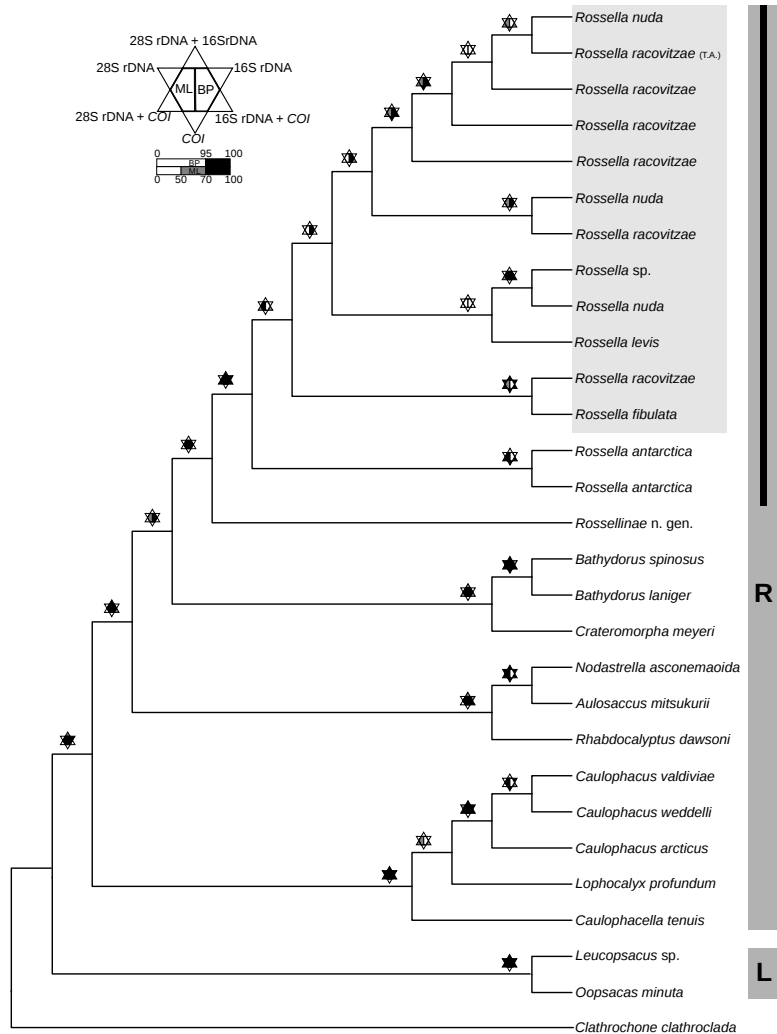 28S rDNA + 16SrDNA
28S rDNA
16S rDNA
ML BP
28S rDNA + COI
16S rDNA + COI
COI
0 95 100
BP
ML
0 50 70 100
Rossella nuda
Rossella racovitzae (T.A.)
Rossella racovitzae
Rossella racovitzae
Rossella racovitzae
Rossella nuda
Rossella racovitzae
Rossella sp.
Rossella nuda
Rossella levis
Rossella racovitzae
Rossella fibulata
Rossella antarctica
Rossella antarctica
Rossellinae n. gen.
Bathydorus spinosus
Bathydorus laniger
R
Crateromorpha meyeri
Nodastrella asconemaoida
Aulosaccus mitsukurii
Rhabdocalyptus dawsoni
Caulophacus valdiviae
Caulophacus weddelli
Caulophacus arcticus
Lophocalyx profundum
Caulophacella tenuis
Leucopsacus sp.
L
Oopsacas minuta
Clathrochone clathroclada